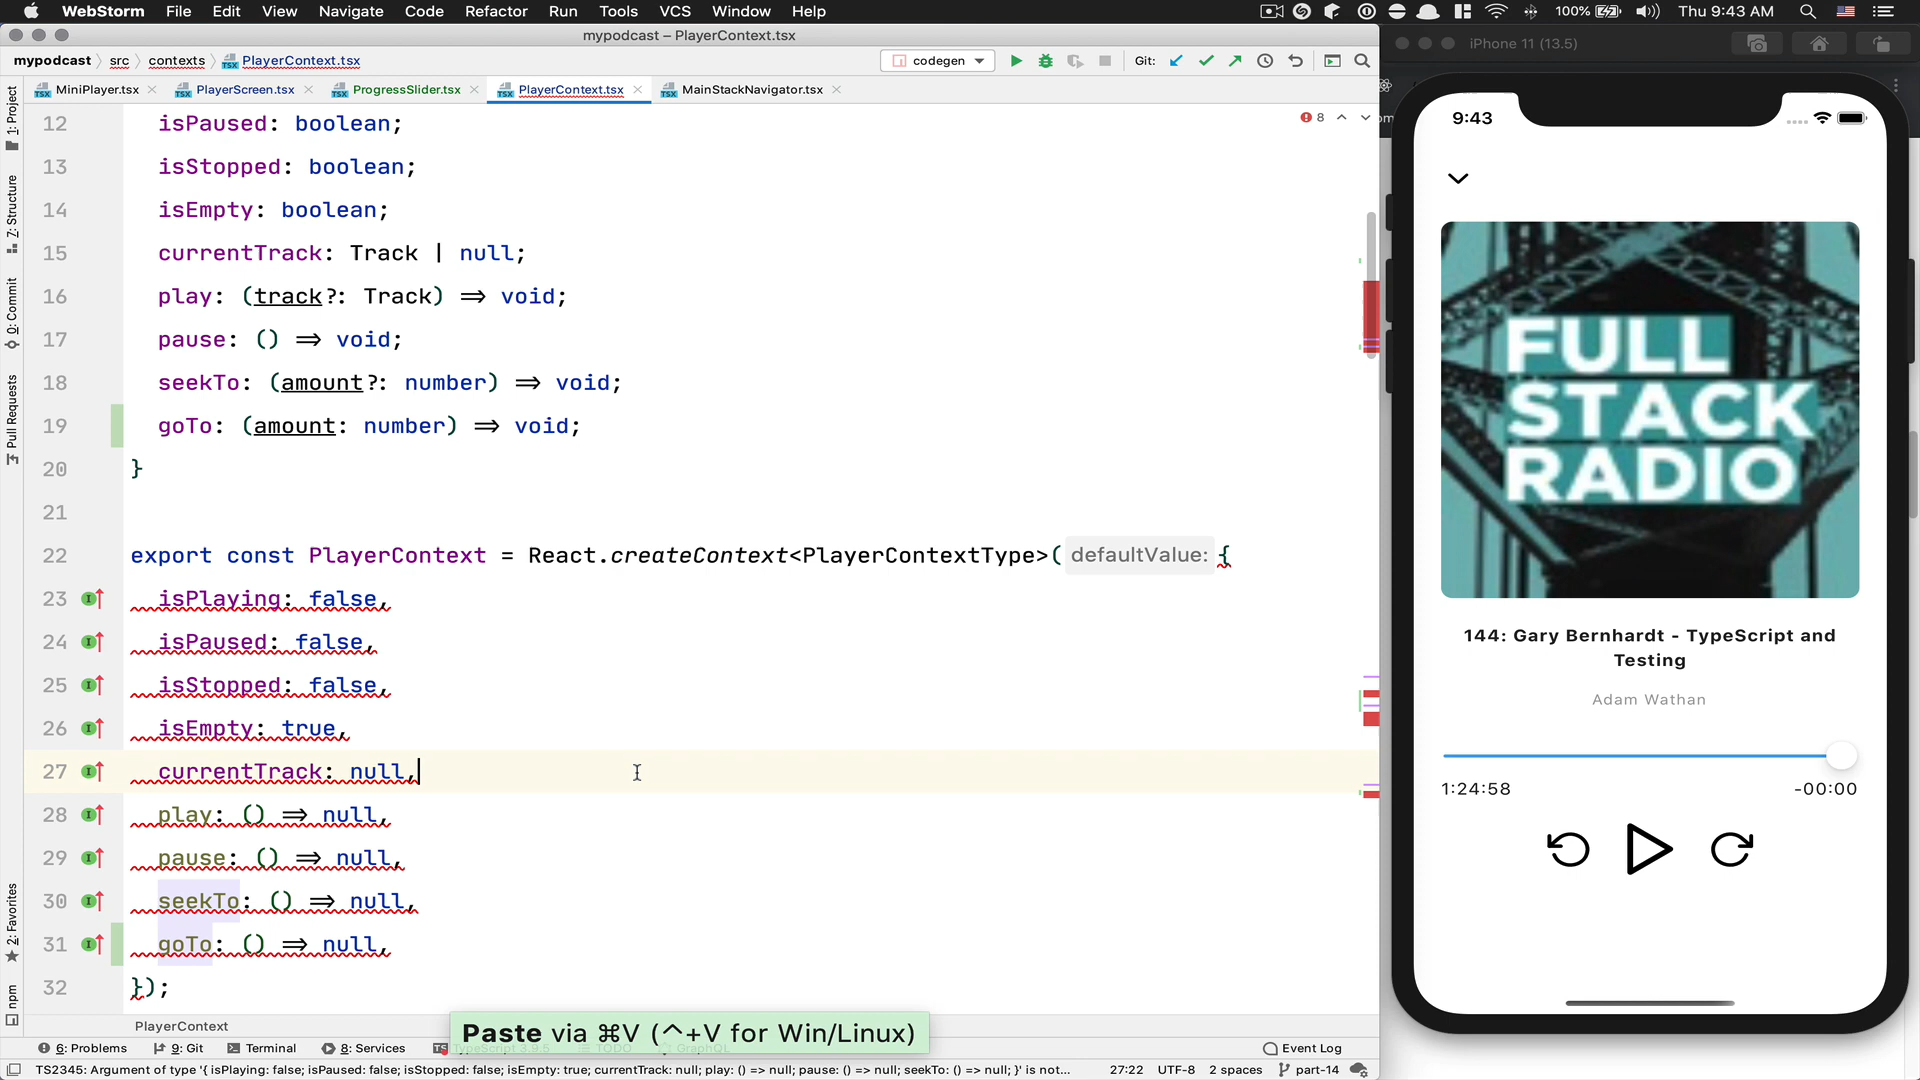 WebStorm File Edit View Navigate Code Refactor Run Tools VCS Window Help 100% Thu 9:43 AM
mypodcast – PlayerContext.tsx
mypodcast src contexts PlayerContext.tsx codegen Git:
MiniPlayer.tsx PlayerScreen.tsx ProgressSlider.tsx PlayerContext.tsx MainStackNavigator.tsx
1: Project
7: Structure
0: Commit
Pull Requests
2: Favorites
npm
8
12 isPaused: boolean;
13 isStopped: boolean;
14 isEmpty: boolean;
15 currentTrack: Track | null;
16 play: (track?: Track) => void;
17 pause: () => void;
18 seekTo: (amount?: number) => void;
19 goTo: (amount: number) => void;
20 }
21
22 export const PlayerContext = React.createContext<PlayerContextType>( defaultValue: {
23 isPlaying: false,
24 isPaused: false,
25 isStopped: false,
26 isEmpty: true,
27 currentTrack: null,
28 play: () => null,
29 pause: () => null,
30 seekTo: () => null,
31 goTo: () => null,
32 });
PlayerContext
Paste via ⌘V (^+V for Win/Linux)
6: Problems 9: Git Terminal 8: Services TypeScript 3.9.5 TODO GraphQL Event Log
TS2345: Argument of type '{ isPlaying: false; isPaused: false; isStopped: false; isEmpty: true; currentTrack: null; play: () => null; pause: () => null; seekTo: () => null; }' is not... 27:22 UTF-8 2 spaces part-14
iPhone 11 (13.5)
9:43
FULL
STACK
RADIO
144: Gary Bernhardt - TypeScript and
Testing
Adam Wathan
1:24:58 -00:00